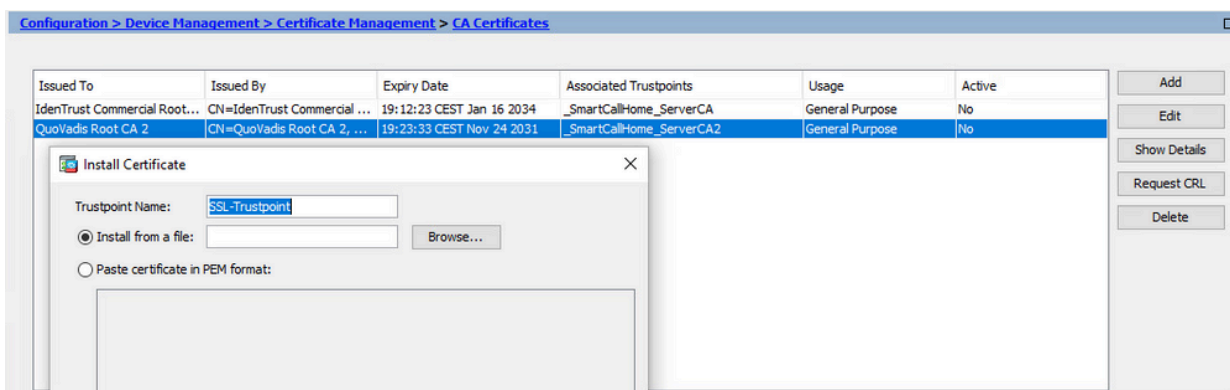 Configuration > Device Management > Certificate Management > CA Certificates
Issued To Issued By Expiry Date Associated Trustpoints Usage Active
IdenTrust Commercial Root... CN=IdenTrust Commercial ... 19:12:23 CEST Jan 16 2034 _SmartCallHome_ServerCA General Purpose No
QuoVadis Root CA 2 CN=QuoVadis Root CA 2, ... 19:23:33 CEST Nov 24 2031 _SmartCallHome_ServerCA2 General Purpose No
Add
Edit
Show Details
Request CRL
Delete
Install Certificate
Trustpoint Name: SSL-Trustpoint
Install from a file: Browse...
Paste certificate in PEM format: